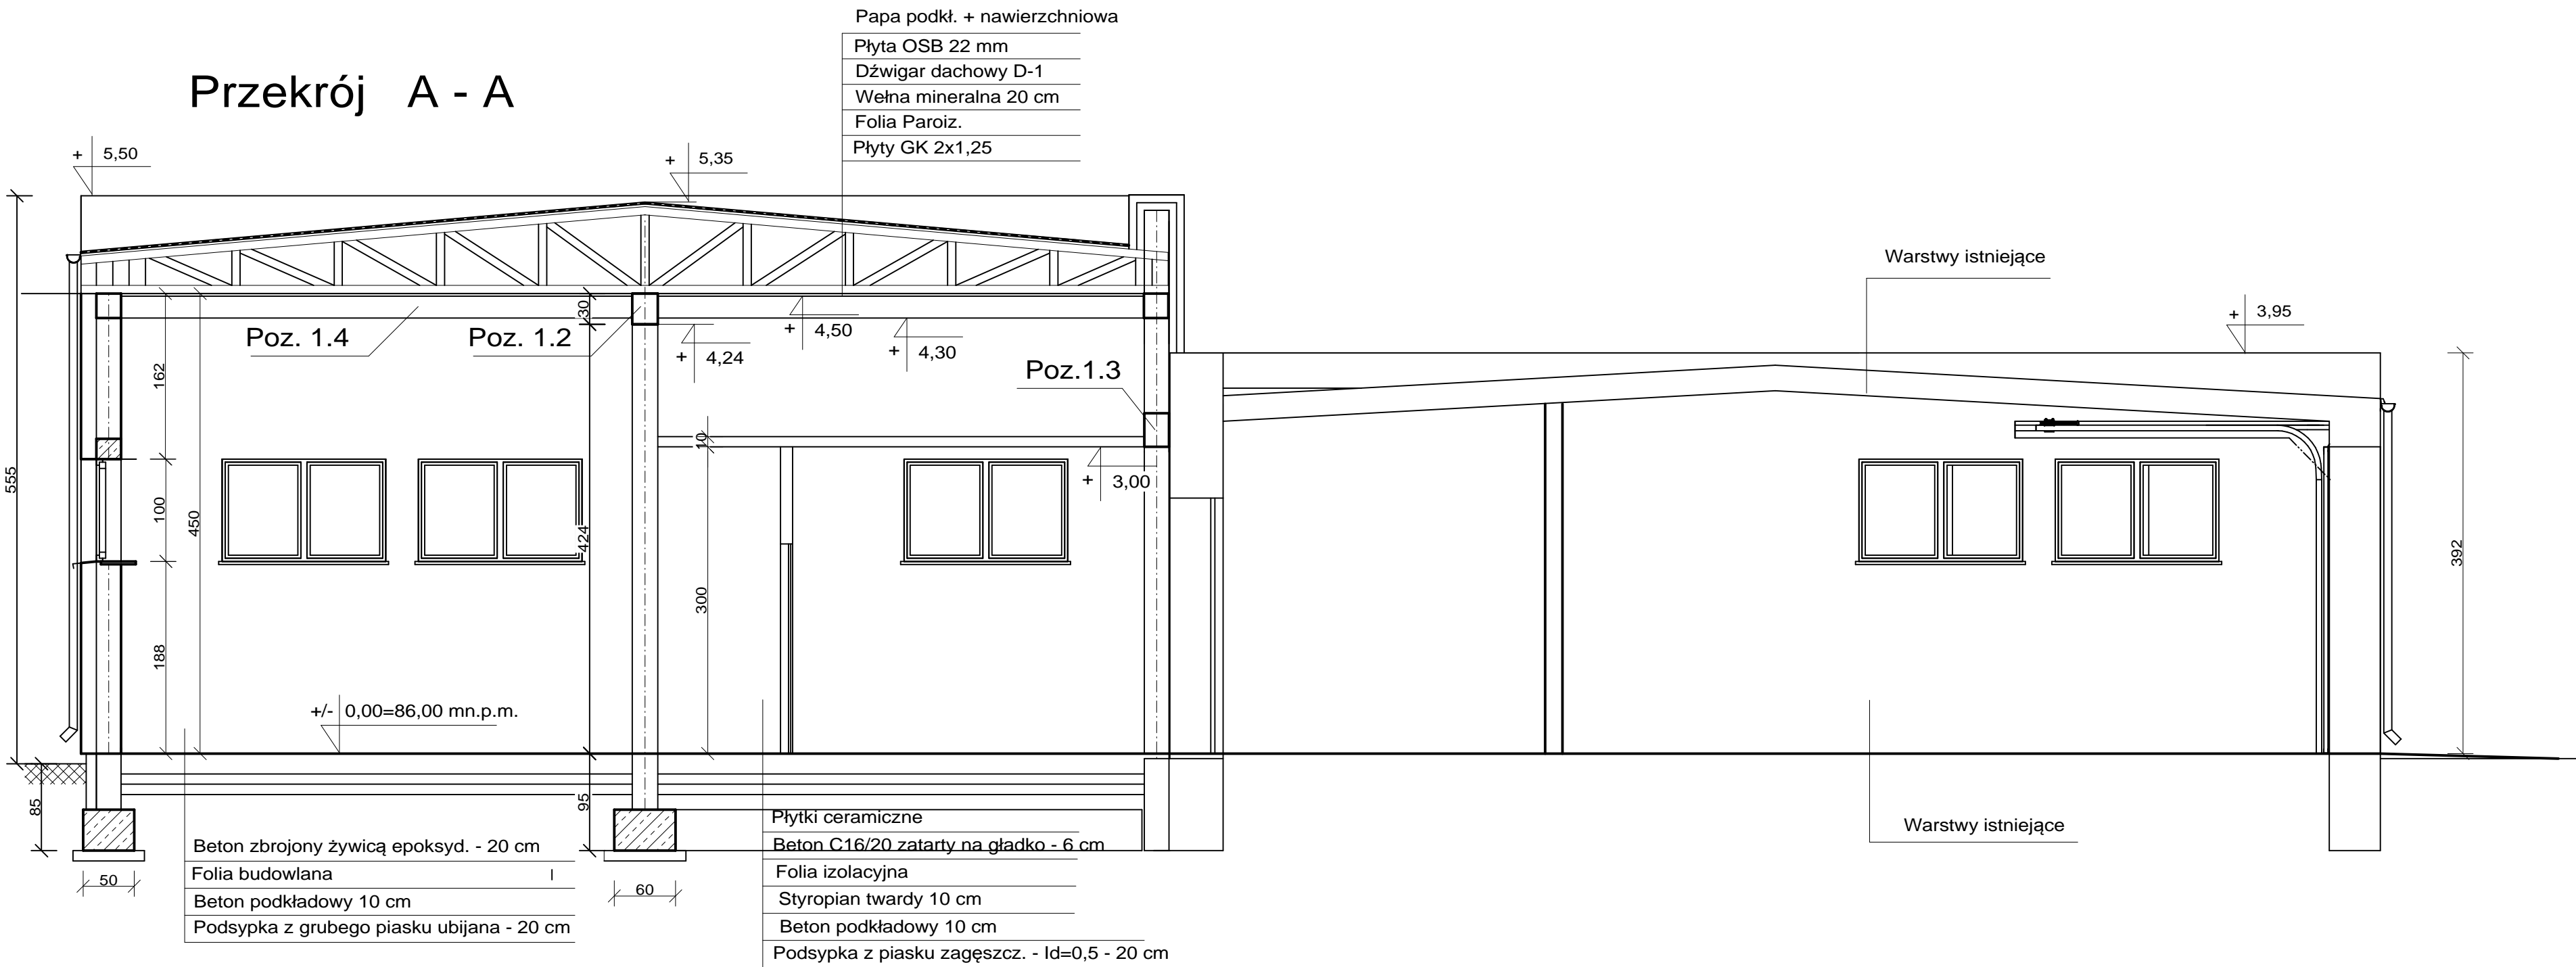 Papa podkł. + nawierzchniowa
Płyta OSB 22 mm
Dźwigar dachowy D-1
Wełna mineralna 20 cm
Folia Paroiz.
Płyty GK 2x1,25
Przekrój A - A
+ 5,50
+ 5,35
Warstwy istniejące
+ 3,95
30
Poz. 1.4
Poz. 1.2
+ 4,50
+ 4,24
+ 4,30
Poz.1.3
162
10
555
100
450
424
+ 3,00
392
300
188
+/- 0,00=86,00 mn.p.m.
85
95
50
60
Beton zbrojony żywicą epoksyd. - 20 cm
Folia budowlana
Beton podkładowy 10 cm
Podsypka z grubego piasku ubijana - 20 cm
Płytki ceramiczne
Beton C16/20 zatarty na gładko - 6 cm
Folia izolacyjna
Styropian twardy 10 cm
Beton podkładowy 10 cm
Podsypka z piasku zagęszcz. - Id=0,5 - 20 cm
Warstwy istniejące